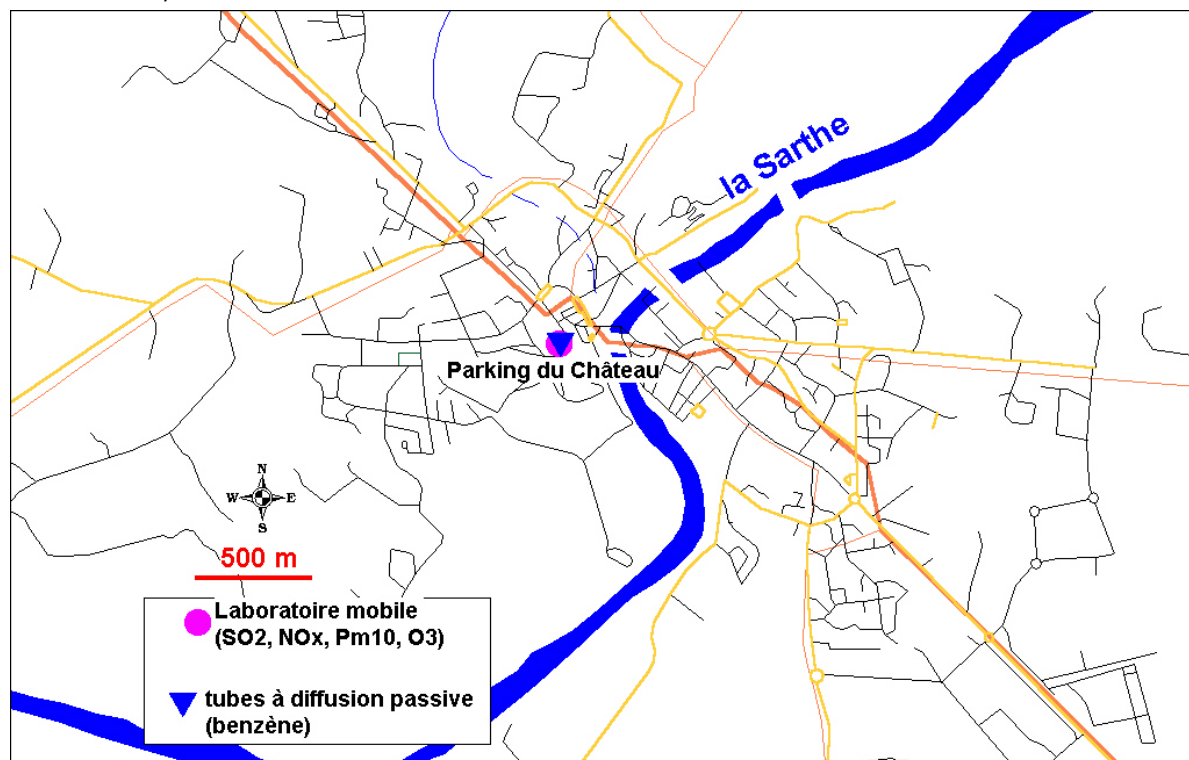 la Sarthe
Parking du Château
N
W E
S
500 m
Laboratoire mobile
(SO2, NOx, Pm10, O3)
tubes à diffusion passive
(benzène)